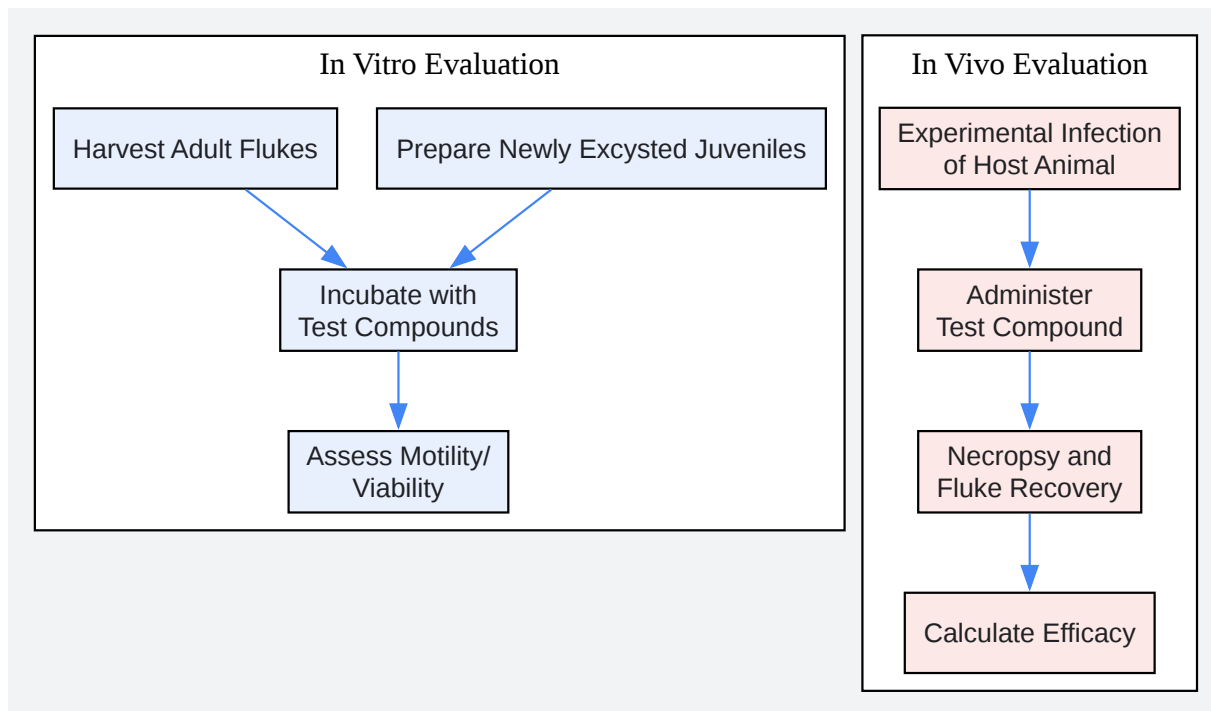 In Vitro Evaluation
Harvest Adult Flukes
Prepare Newly Excysted Juveniles
Incubate with
Test Compounds
Assess Motility/
Viability
In Vivo Evaluation
Experimental Infection
of Host Animal
Administer
Test Compound
Necropsy and
Fluke Recovery
Calculate Efficacy